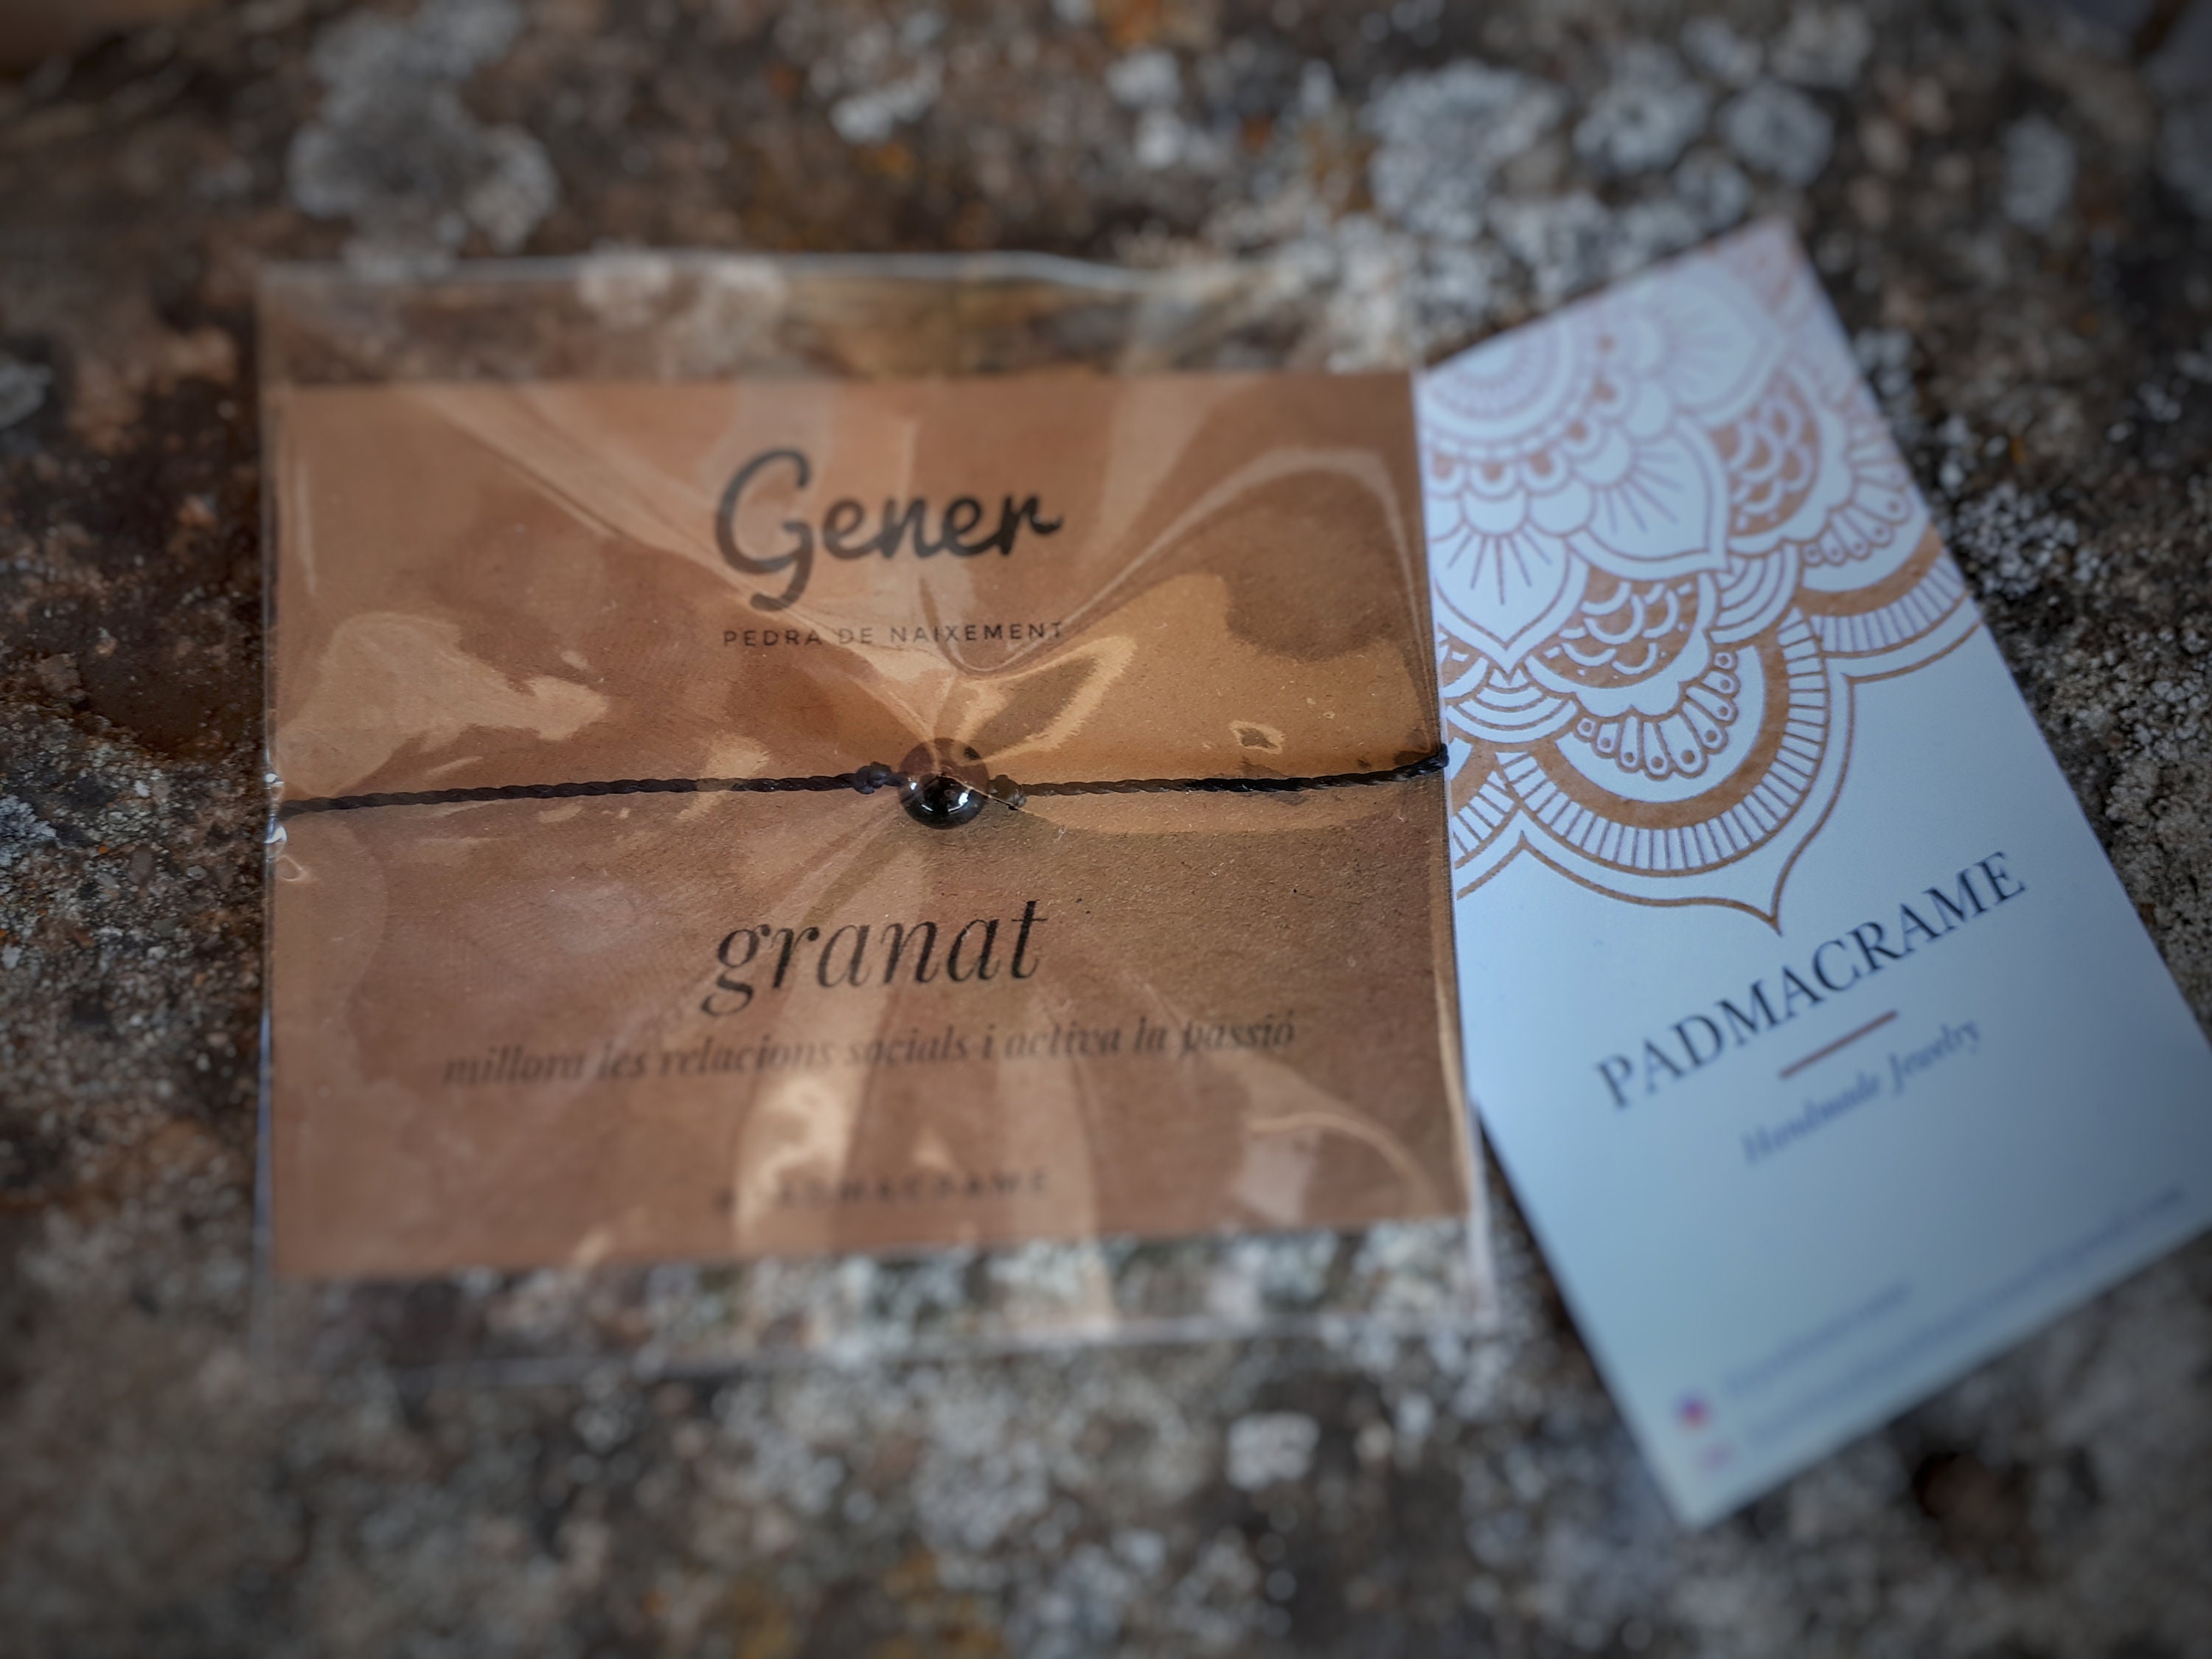 Gener
PEDRA DE NAIXEMENT
granat
millora les relacions socials i activa la passió
PADMACRAME
Handmade Jewelry